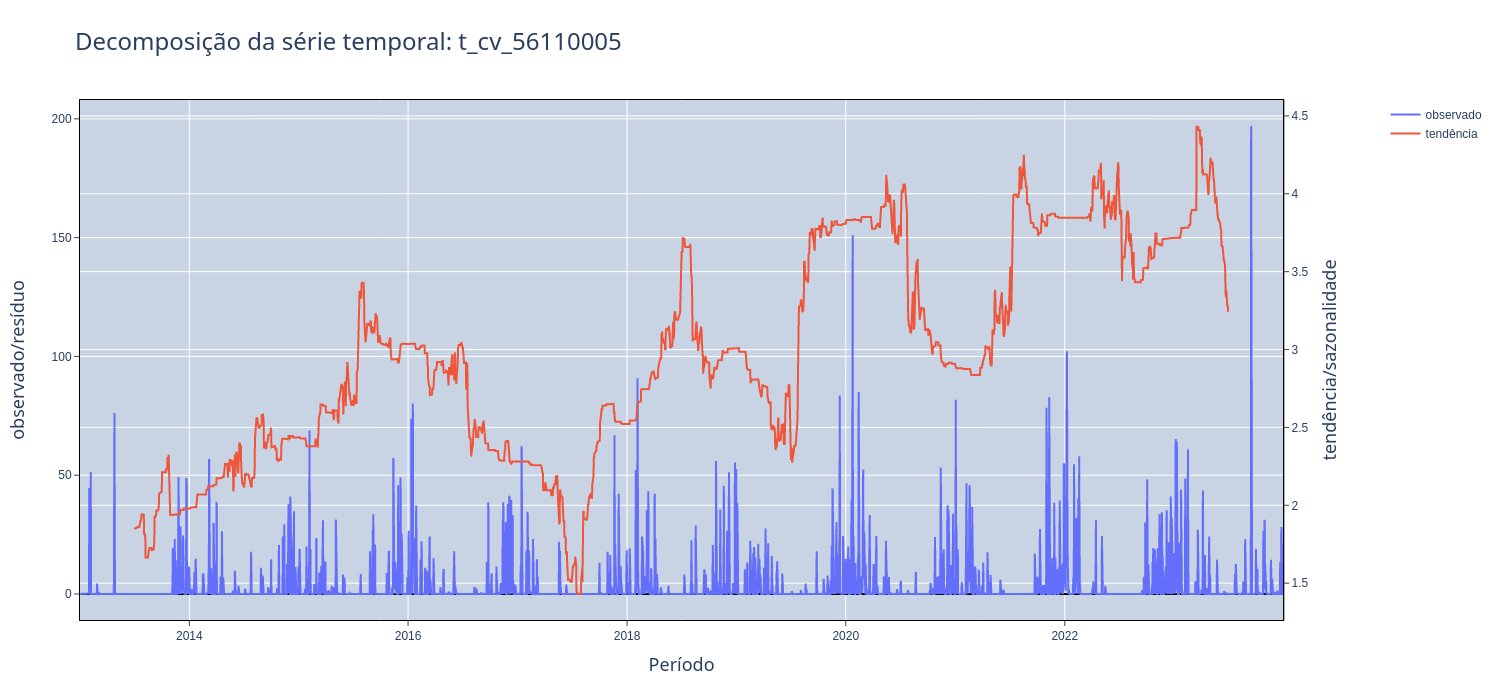 Decomposição da série temporal: t_cv_56110005
observado
tendência
observado/resíduo
200
150
100
50
0
4.5
4
3.5
3
2.5
2
1.5
tendência/sazonalidade
2014
2016
2018
2020
2022
Período